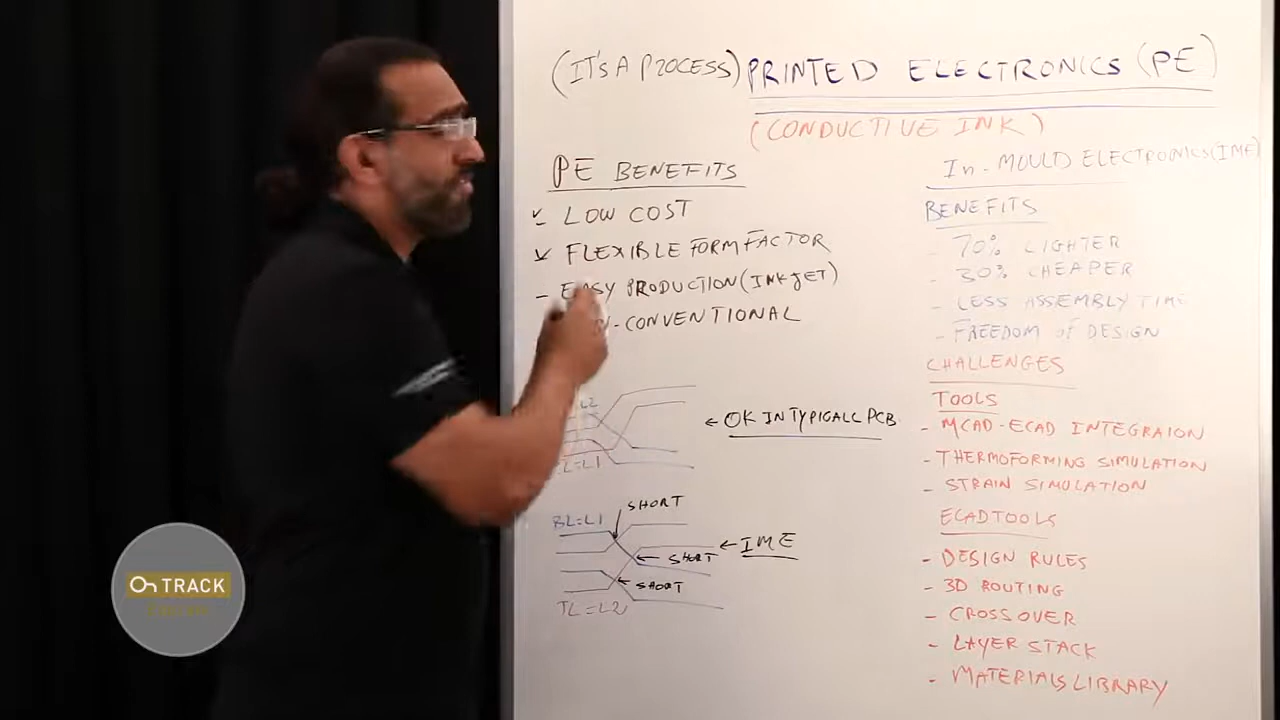 (IT'S A PROCESS) PRINTED ELECTRONICS (PE)
(CONDUCTIVE INK)
PE BENEFITS
LOW COST
FLEXIBLE FORM FACTOR
- EASY PRODUCTION (INKJET)
-CONVENTIONAL
L2
L=L1
← OK IN TYPICALL PCB
BL=L1
SHORT
← IME
SHORT
SHORT
TL=L2
In-MOULD ELECTRONICS (IME)
BENEFITS
- 70% LIGHTER
- 30% CHEAPER
- LESS ASSEMBLY TIME
- FREEDOM OF DESIGN
CHALLENGES
TOOLS
- MCAD-ECAD INTEGRAION
- THERMOFORMING SIMULATION
- STRAIN SIMULATION
ECAD TOOLS
- DESIGN RULES
- 3D ROUTING
- CROSSOVER
- LAYER STACK
- MATERIALS LIBRARY
On TRACK